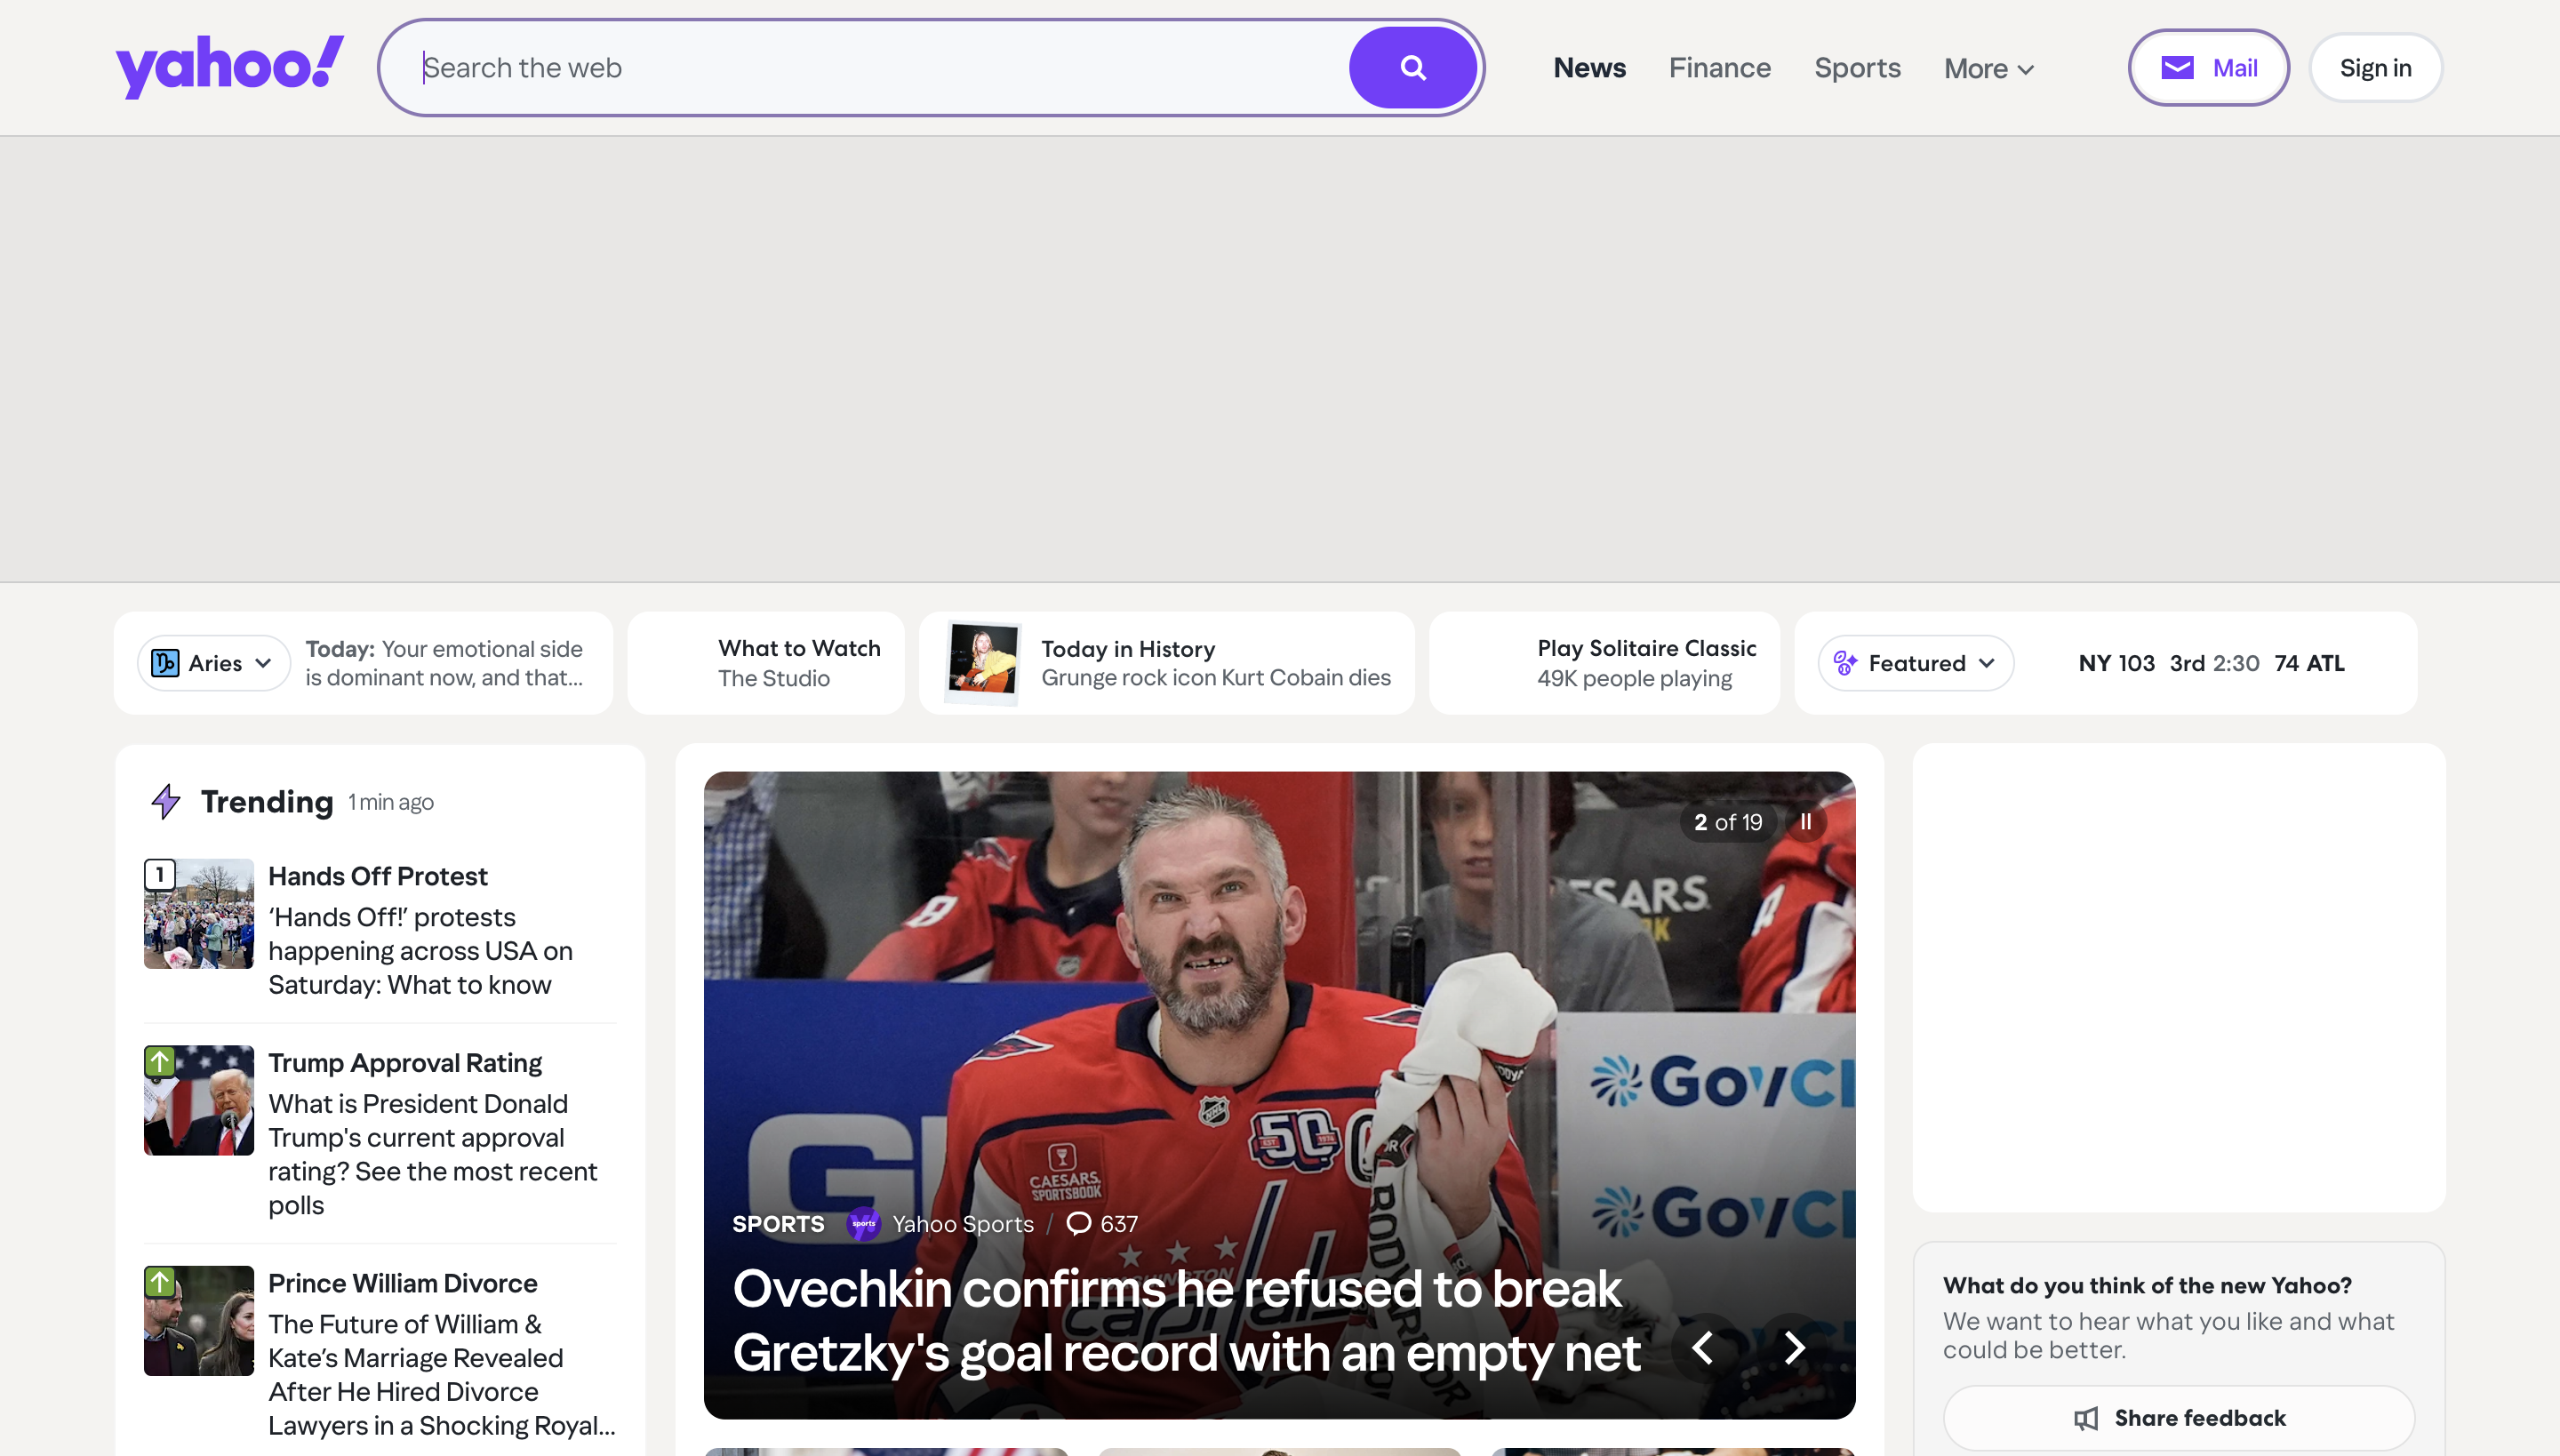 yahoo!
Search the web
News
Finance
Sports
More
Mail
Sign in
Aries
Today: Your emotional side
is dominant now, and that...
What to Watch
The Studio
Today in History
Grunge rock icon Kurt Cobain dies
Play Solitaire Classic
49K people playing
Featured
NY 103 3rd 2:30 74 ATL
Trending 1 min ago
1
Hands Off Protest
‘Hands Off!’ protests
happening across USA on
Saturday: What to know
Trump Approval Rating
What is President Donald
Trump's current approval
rating? See the most recent
polls
Prince William Divorce
The Future of William &
Kate’s Marriage Revealed
After He Hired Divorce
Lawyers in a Shocking Royal...
2 of 19
8
NHL
50
CAESARS
SPORTSBOOK
SPORTS
sports
Yahoo Sports / 637
Ovechkin confirms he refused to break
Gretzky's goal record with an empty net
What do you think of the new Yahoo?
We want to hear what you like and what
could be better.
Share feedback